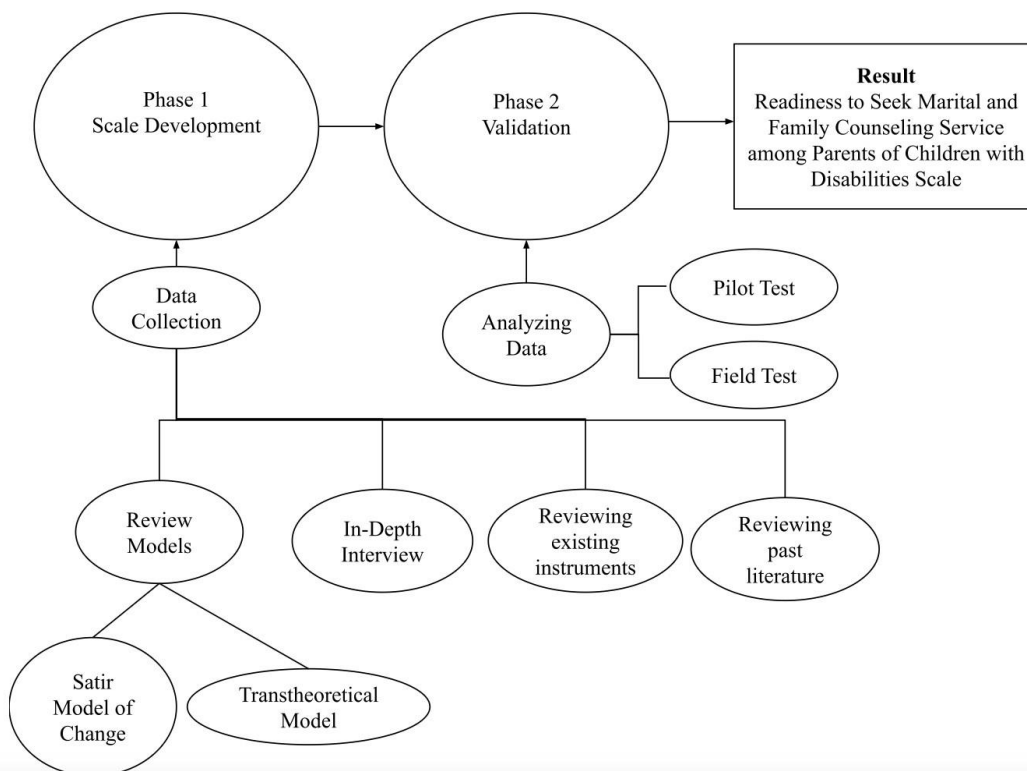 Phase 1
Scale Development
Phase 2
Validation
Result
Readiness to Seek Marital and
Family Counseling Service
among Parents of Children with
Disabilities Scale
Data
Collection
Analyzing
Data
Pilot Test
Field Test
Review
Models
In-Depth
Interview
Reviewing
existing
instruments
Reviewing
past
literature
Satir
Model of
Change
Transtheoretical
Model